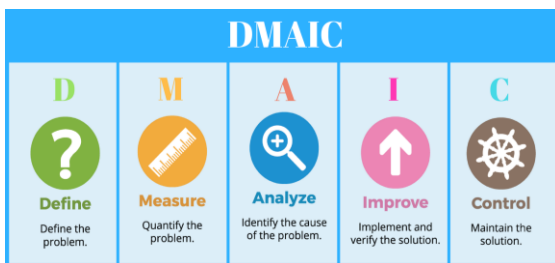 DMAIC
D
Define
Define the
problem.
M
Measure
Quantify the
problem.
A
Analyze
Identify the cause
of the problem.
I
Improve
Implement and
verify the solution.
C
Control
Maintain the
solution.